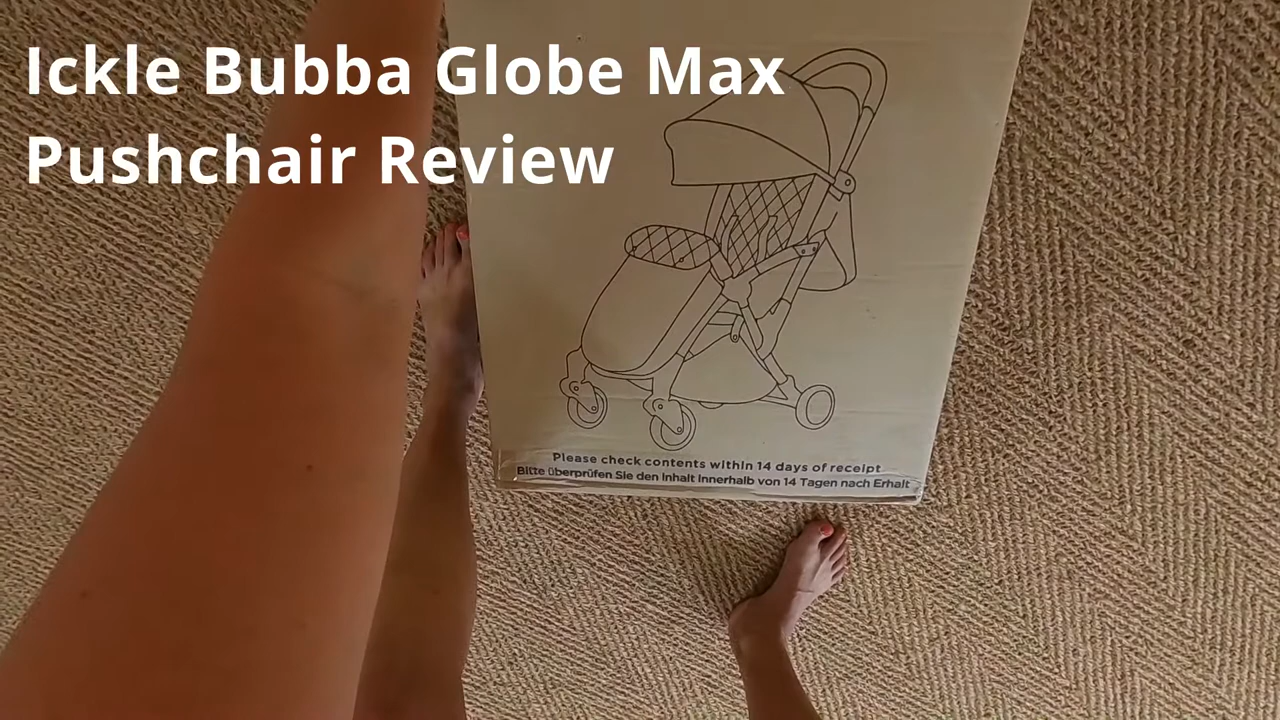 Ickle Bubba Globe Max
Pushchair Review
Please check contents within 14 days of receipt
Bitte überprüfen Sie den Inhalt Innerhalb von 14 Tagen nach Erhalt